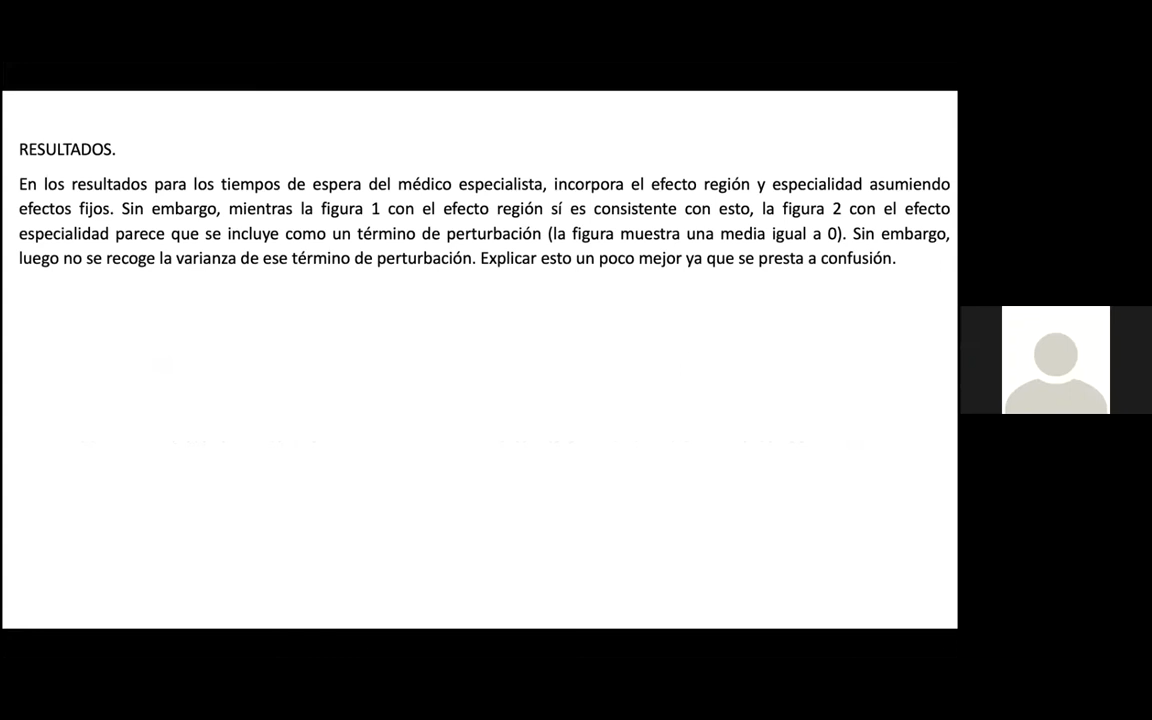 RESULTADOS.
En los resultados para los tiempos de espera del médico especialista, incorpora el efecto región y especialidad asumiendo
efectos fijos. Sin embargo, mientras la figura 1 con el efecto región sí es consistente con esto, la figura 2 con el efecto
especialidad parece que se incluye como un término de perturbación (la figura muestra una media igual a 0). Sin embargo,
luego no se recoge la varianza de ese término de perturbación. Explicar esto un poco mejor ya que se presta a confusión.